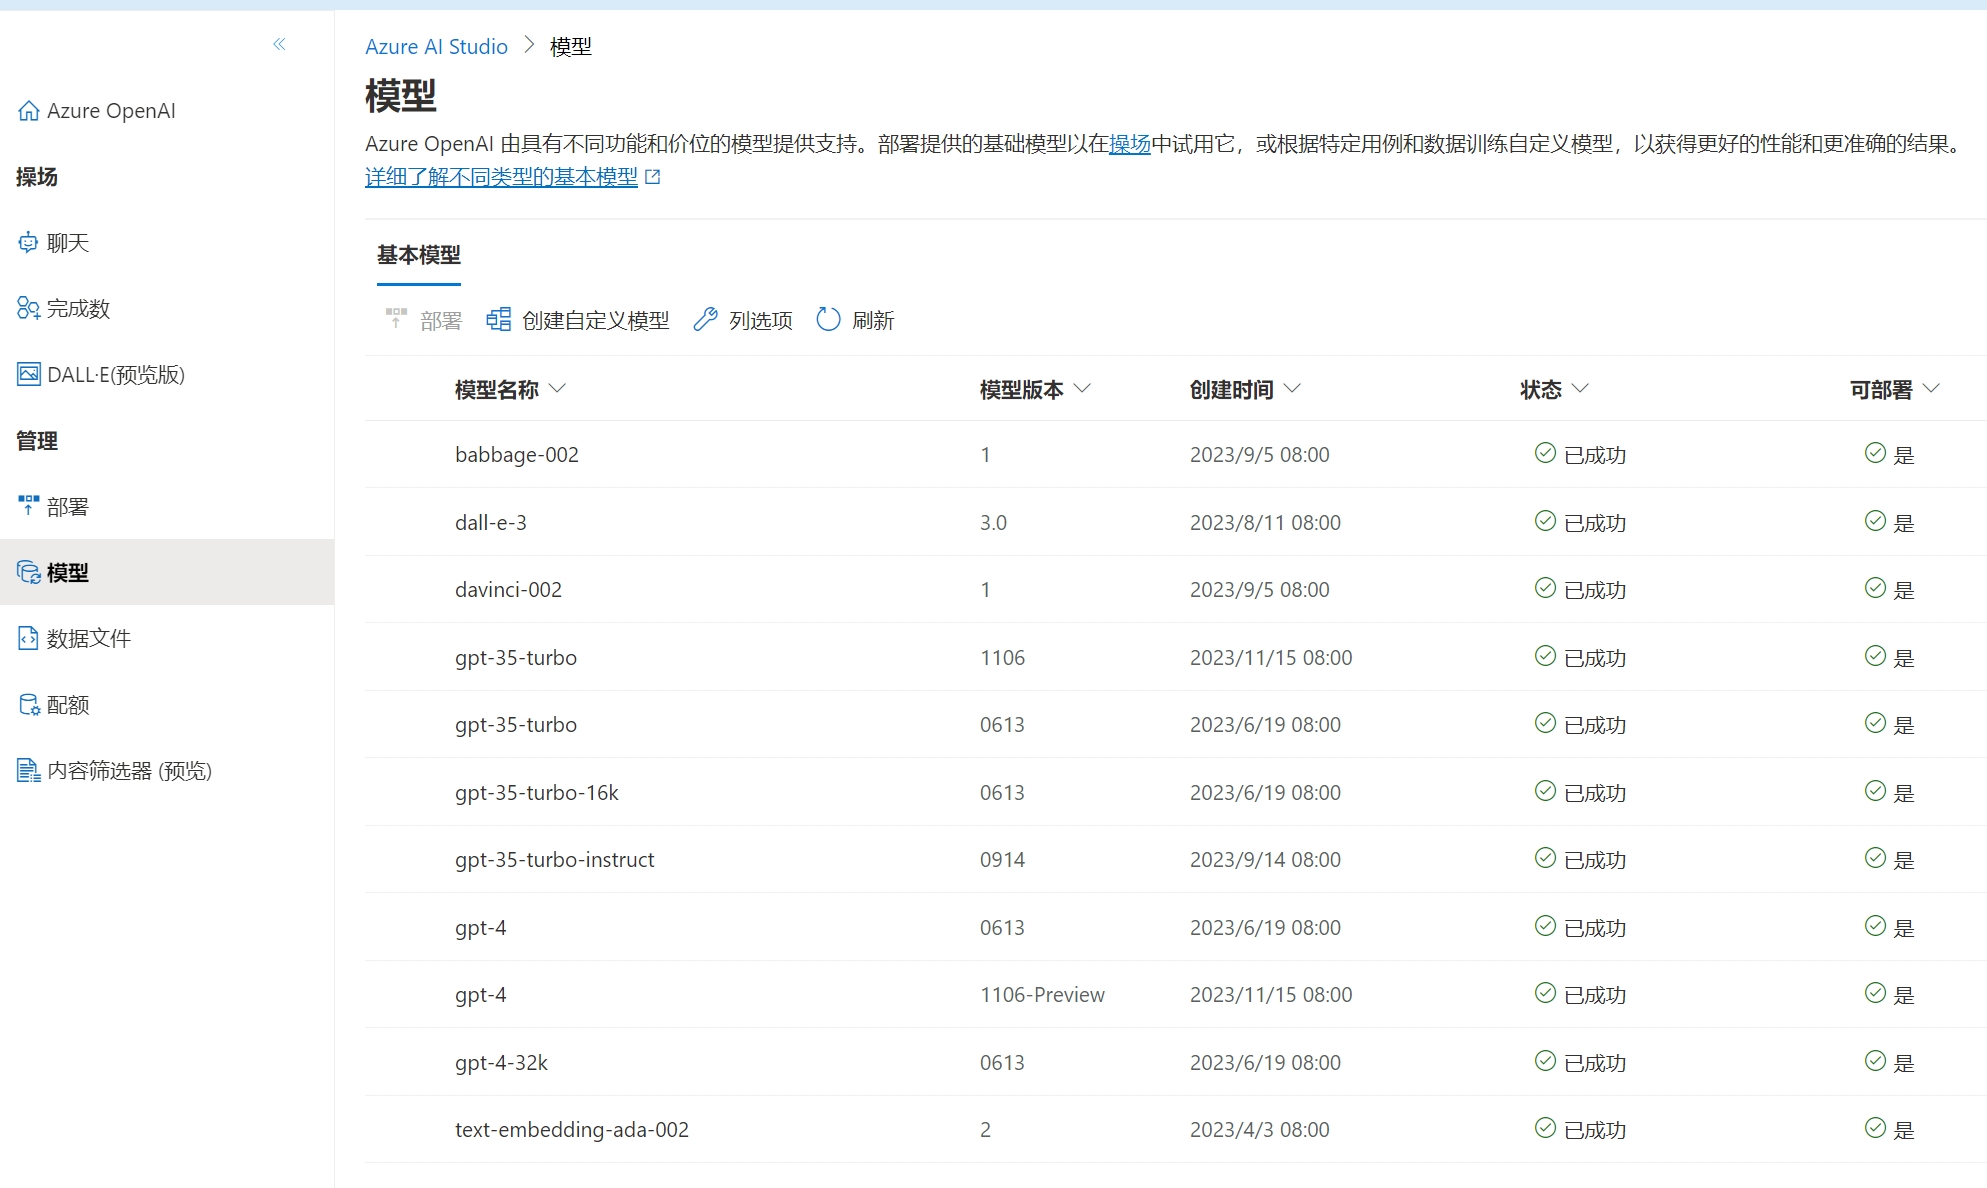 Azure AI Studio > 模型
模型
Azure OpenAI 由具有不同功能和价位的模型提供支持。部署提供的基础模型以在操场中试用它，或根据特定用例和数据训练自定义模型，以获得更好的性能和更准确的结果。
详细了解不同类型的基本模型
Azure OpenAI
操场
聊天
完成数
DALL·E(预览版)
管理
部署
模型
数据文件
配额
内容筛选器 (预览)
基本模型
部署 创建自定义模型 列选项 刷新
模型名称 模型版本 创建时间 状态 可部署
babbage-002 1 2023/9/5 08:00 已成功 是
dall-e-3 3.0 2023/8/11 08:00 已成功 是
davinci-002 1 2023/9/5 08:00 已成功 是
gpt-35-turbo 1106 2023/11/15 08:00 已成功 是
gpt-35-turbo 0613 2023/6/19 08:00 已成功 是
gpt-35-turbo-16k 0613 2023/6/19 08:00 已成功 是
gpt-35-turbo-instruct 0914 2023/9/14 08:00 已成功 是
gpt-4 0613 2023/6/19 08:00 已成功 是
gpt-4 1106-Preview 2023/11/15 08:00 已成功 是
gpt-4-32k 0613 2023/6/19 08:00 已成功 是
text-embedding-ada-002 2 2023/4/3 08:00 已成功 是